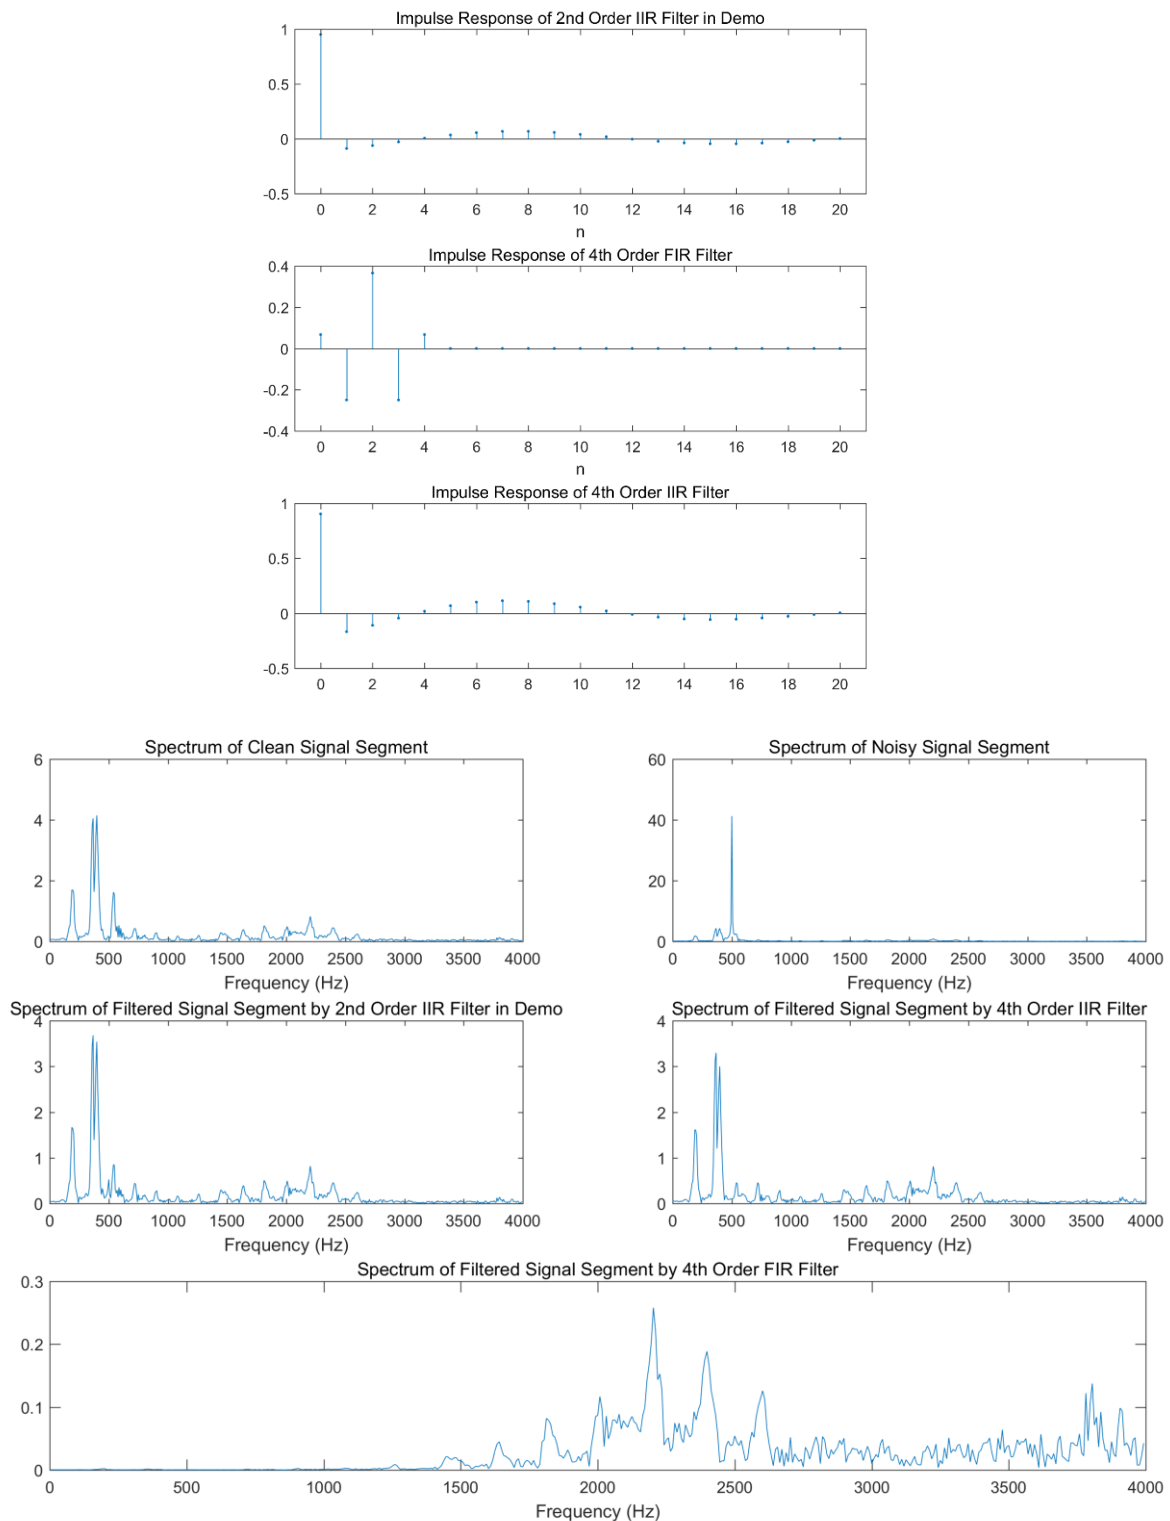 Impulse Response of 2nd Order IIR Filter in Demo
1
0.5
0
-0.5
0 2 4 6 8 10 12 14 16 18 20
n
Impulse Response of 4th Order FIR Filter
0.4
0.2
0
-0.2
-0.4
0 2 4 6 8 10 12 14 16 18 20
n
Impulse Response of 4th Order IIR Filter
1
0.5
0
-0.5
0 2 4 6 8 10 12 14 16 18 20
Spectrum of Clean Signal Segment
6
4
2
0
0 500 1000 1500 2000 2500 3000 3500 4000
Frequency (Hz)
Spectrum of Noisy Signal Segment
60
40
20
0
0 500 1000 1500 2000 2500 3000 3500 4000
Frequency (Hz)
Spectrum of Filtered Signal Segment by 2nd Order IIR Filter in Demo
4
3
2
1
0
0 500 1000 1500 2000 2500 3000 3500 4000
Frequency (Hz)
Spectrum of Filtered Signal Segment by 4th Order IIR Filter
4
3
2
1
0
0 500 1000 1500 2000 2500 3000 3500 4000
Frequency (Hz)
Spectrum of Filtered Signal Segment by 4th Order FIR Filter
0.3
0.2
0.1
0
0 500 1000 1500 2000 2500 3000 3500 4000
Frequency (Hz)